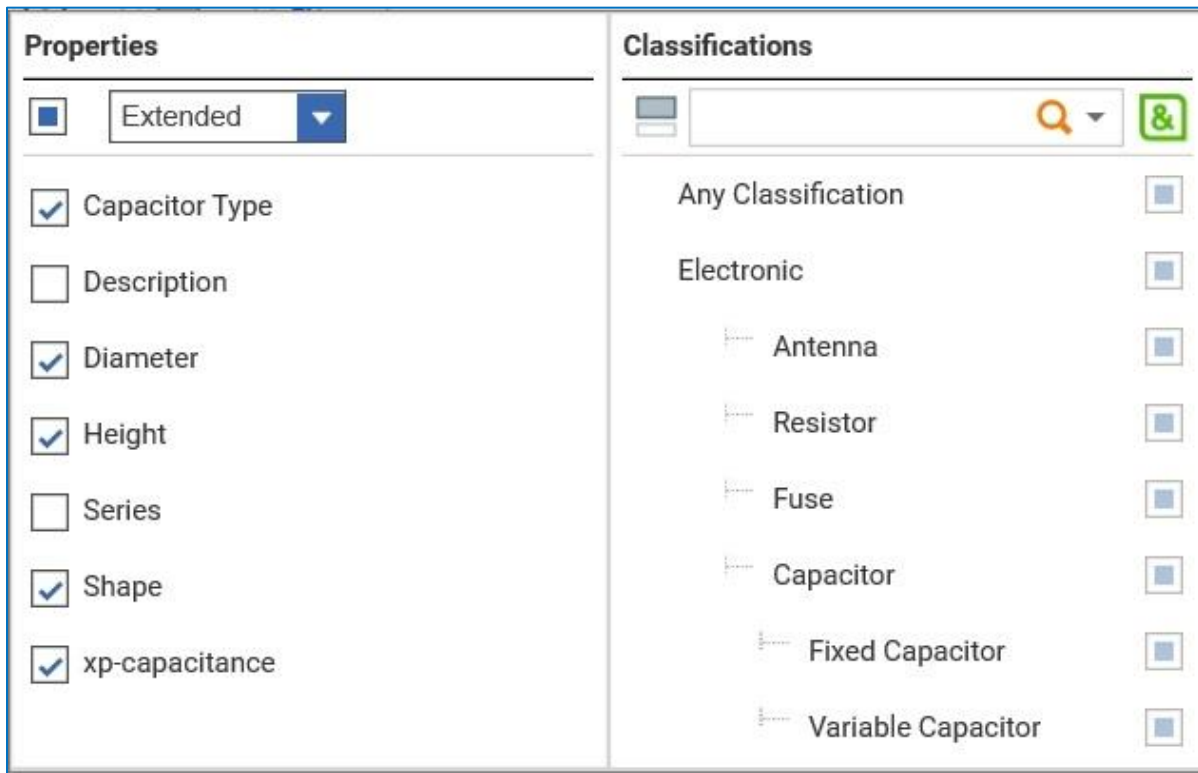 Properties
Extended
Capacitor Type
Description
Diameter
Height
Series
Shape
xp-capacitance
Classifications
&
Any Classification
Electronic
Antenna
Resistor
Fuse
Capacitor
Fixed Capacitor
Variable Capacitor